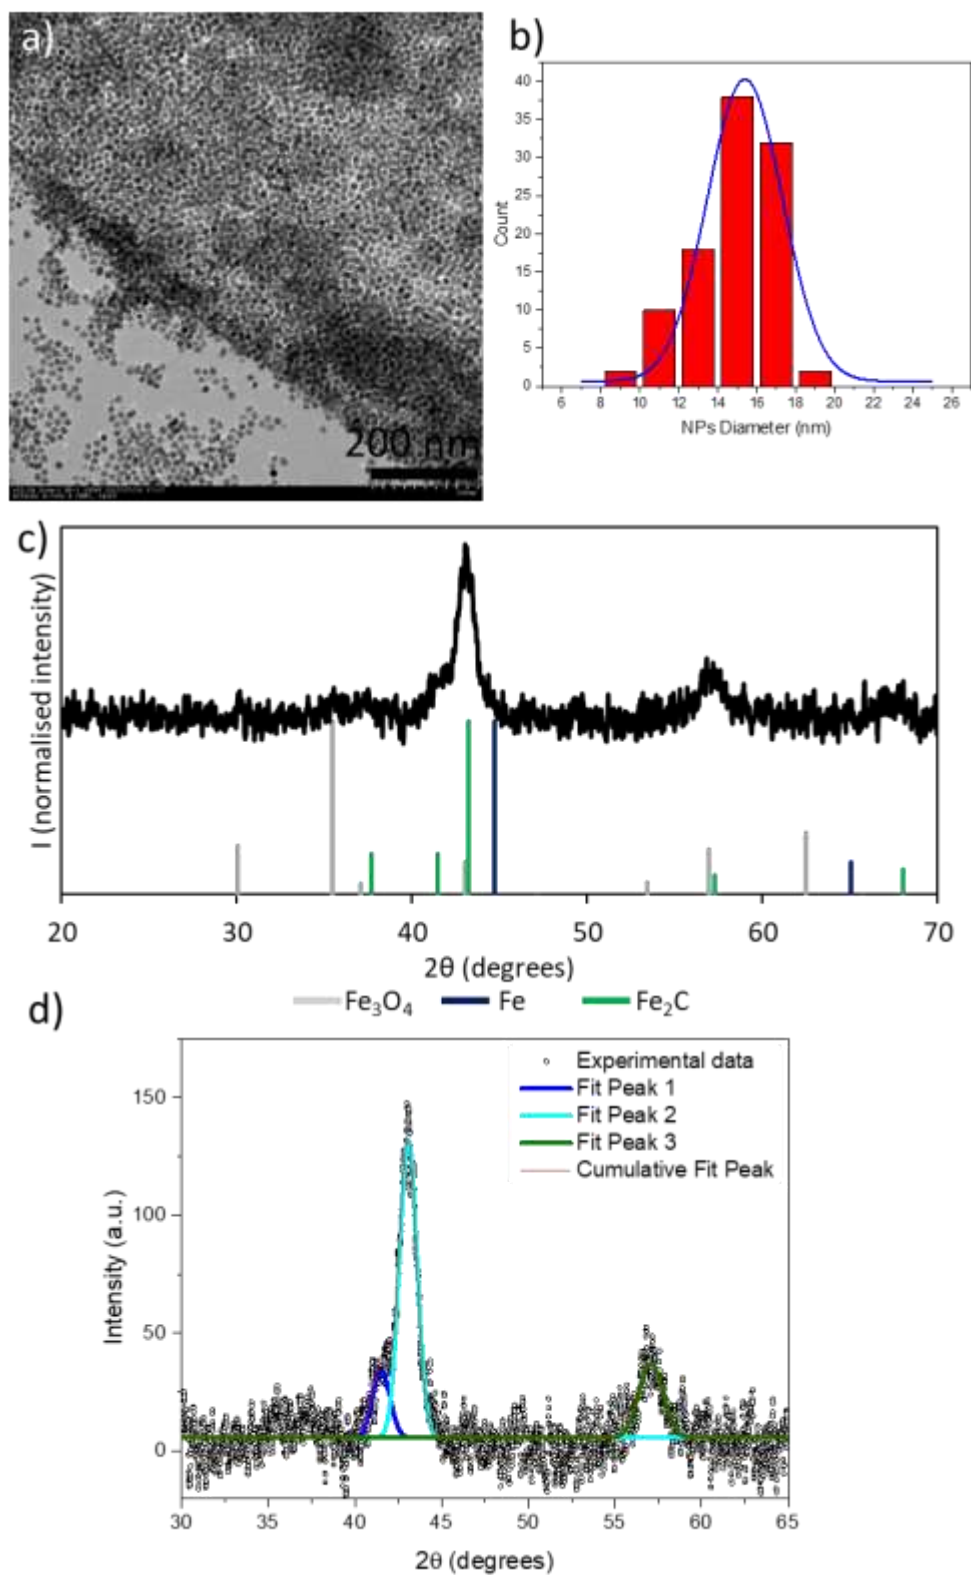 a)
200 nm
b)
40
35
30
25
20
15
10
5
0
Count
6 8 10 12 14 16 18 20 22 24 26
NPs Diameter (nm)
c)
I (normalised intensity)
20 30 40 50 60 70
2θ (degrees)
Fe₃O₄ Fe Fe₂C
d)
Experimental data
Fit Peak 1
Fit Peak 2
Fit Peak 3
Cumulative Fit Peak
150
100
50
0
Intensity (a.u.)
30 35 40 45 50 55 60 65
2θ (degrees)